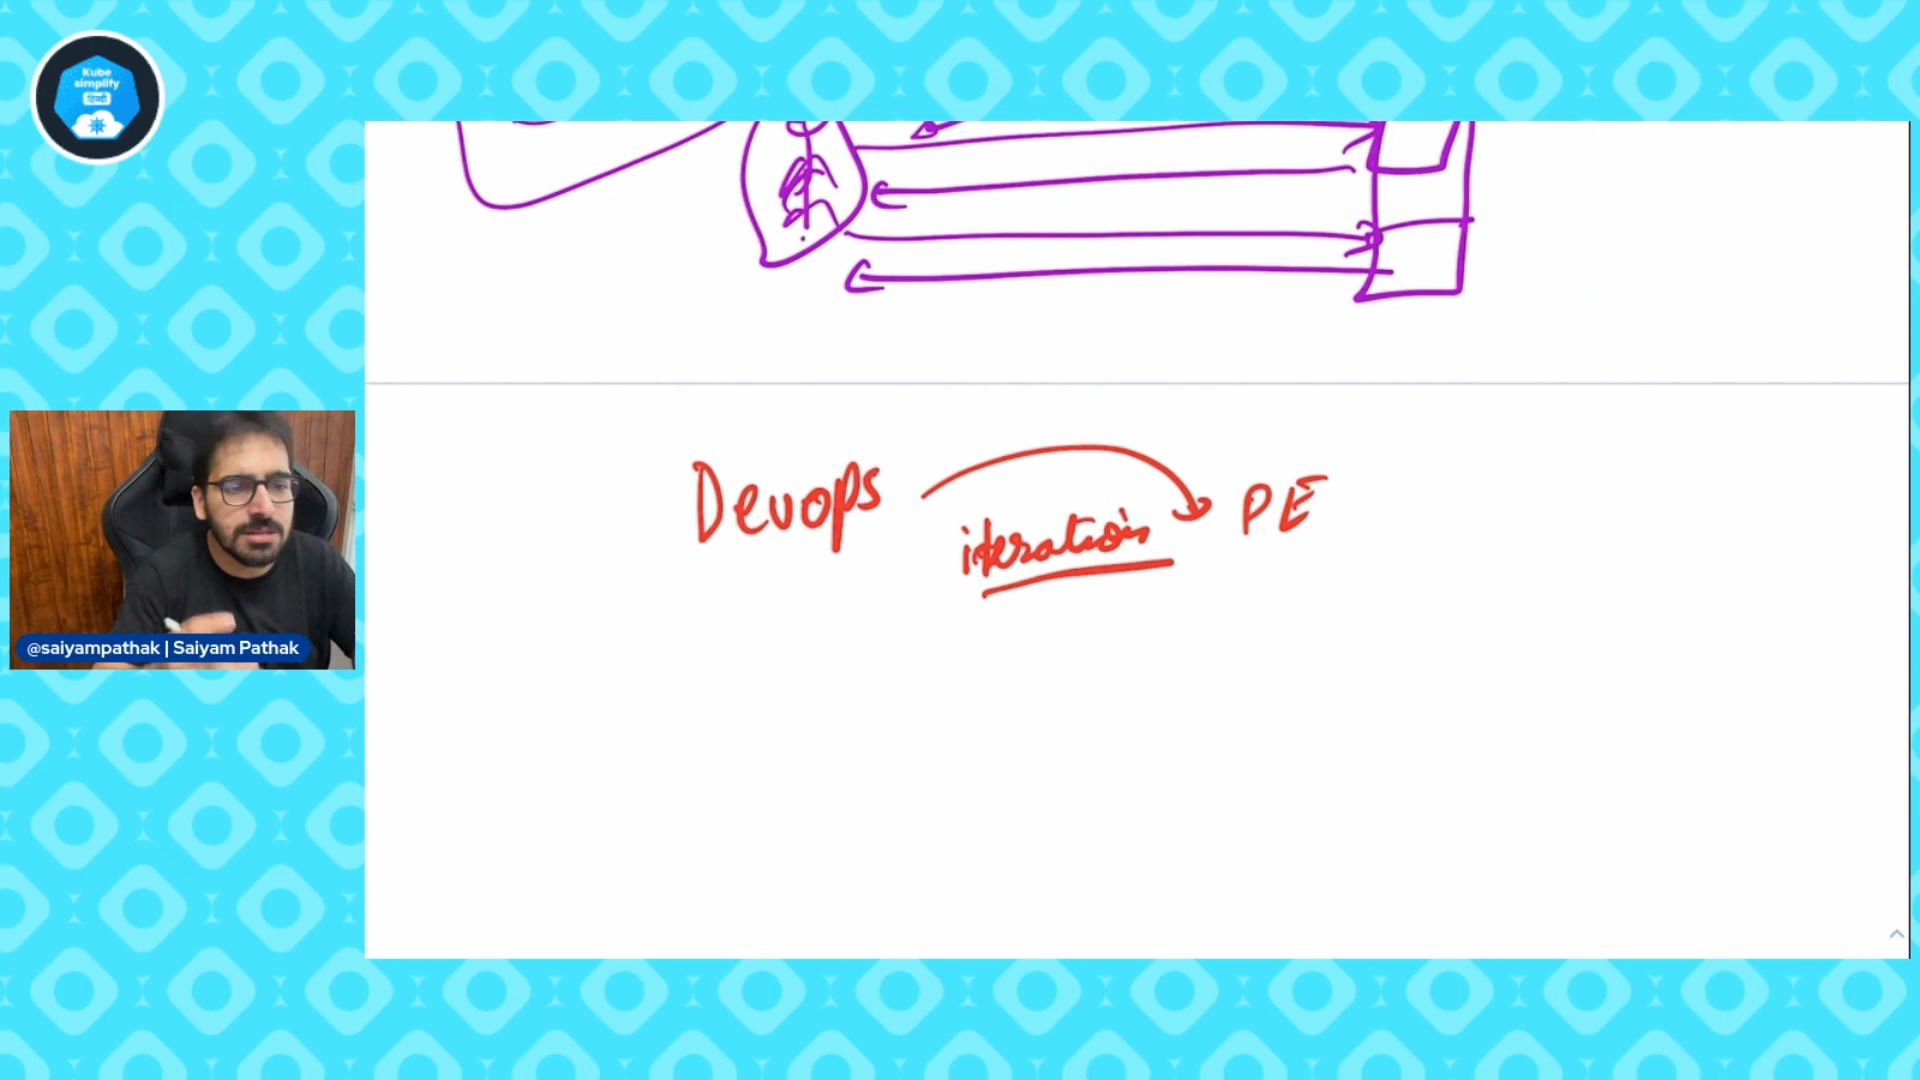 Kube
simplify
हिन्दी
Devops
iteration
PE
@saiyampathak | Saiyam Pathak